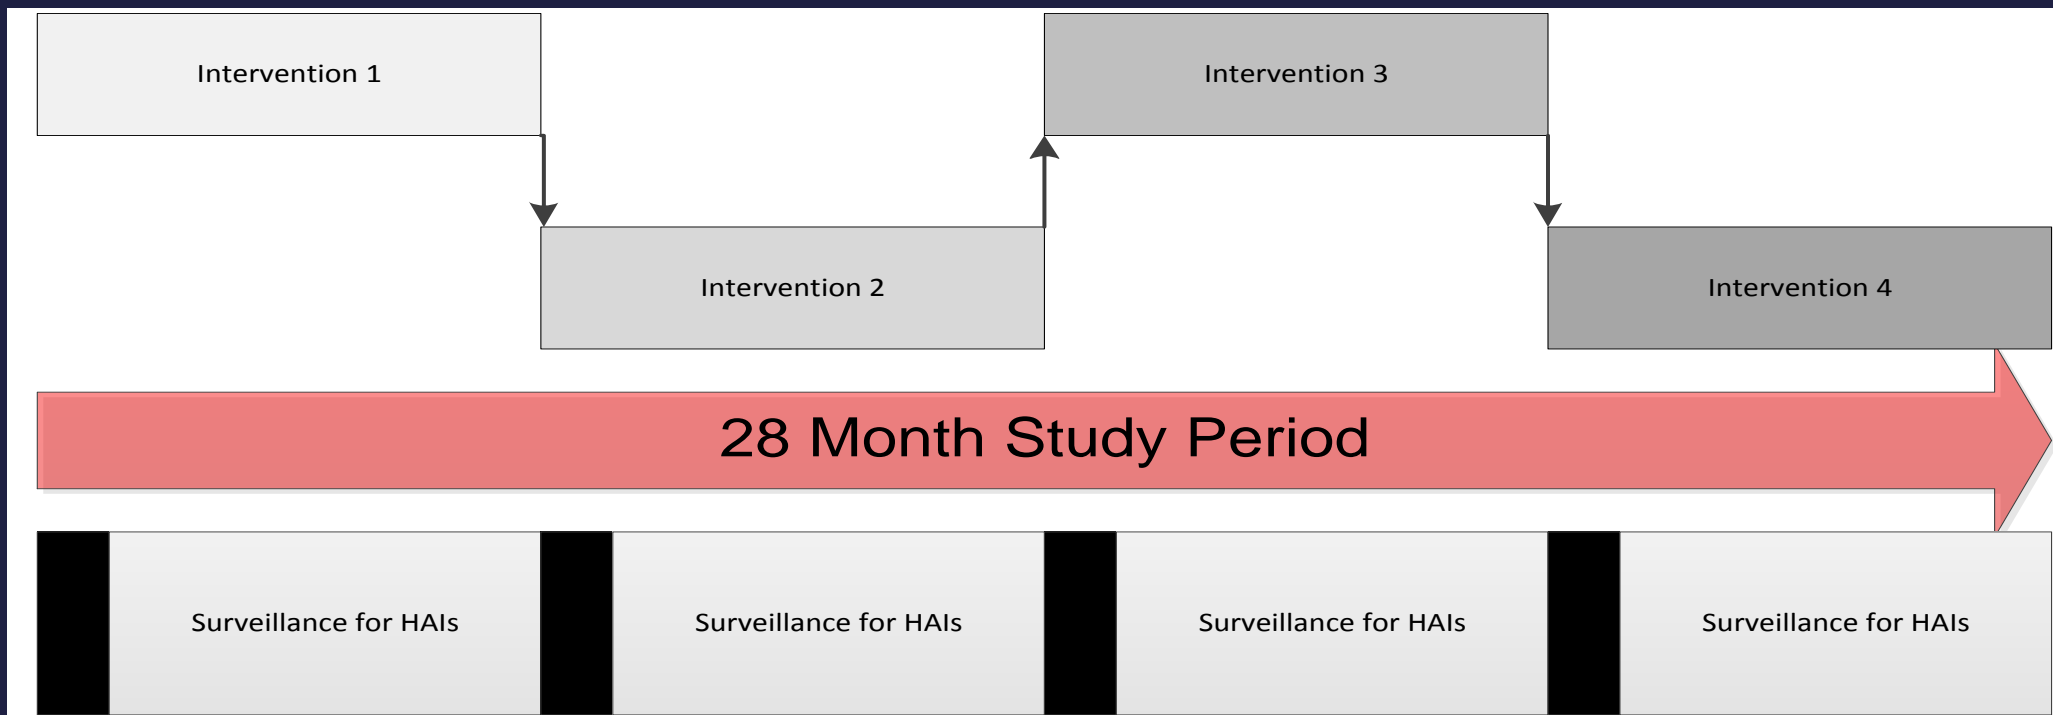 Intervention 1
Intervention 3
Intervention 2
Intervention 4
28 Month Study Period
Surveillance for HAIs
Surveillance for HAIs
Surveillance for HAIs
Surveillance for HAIs